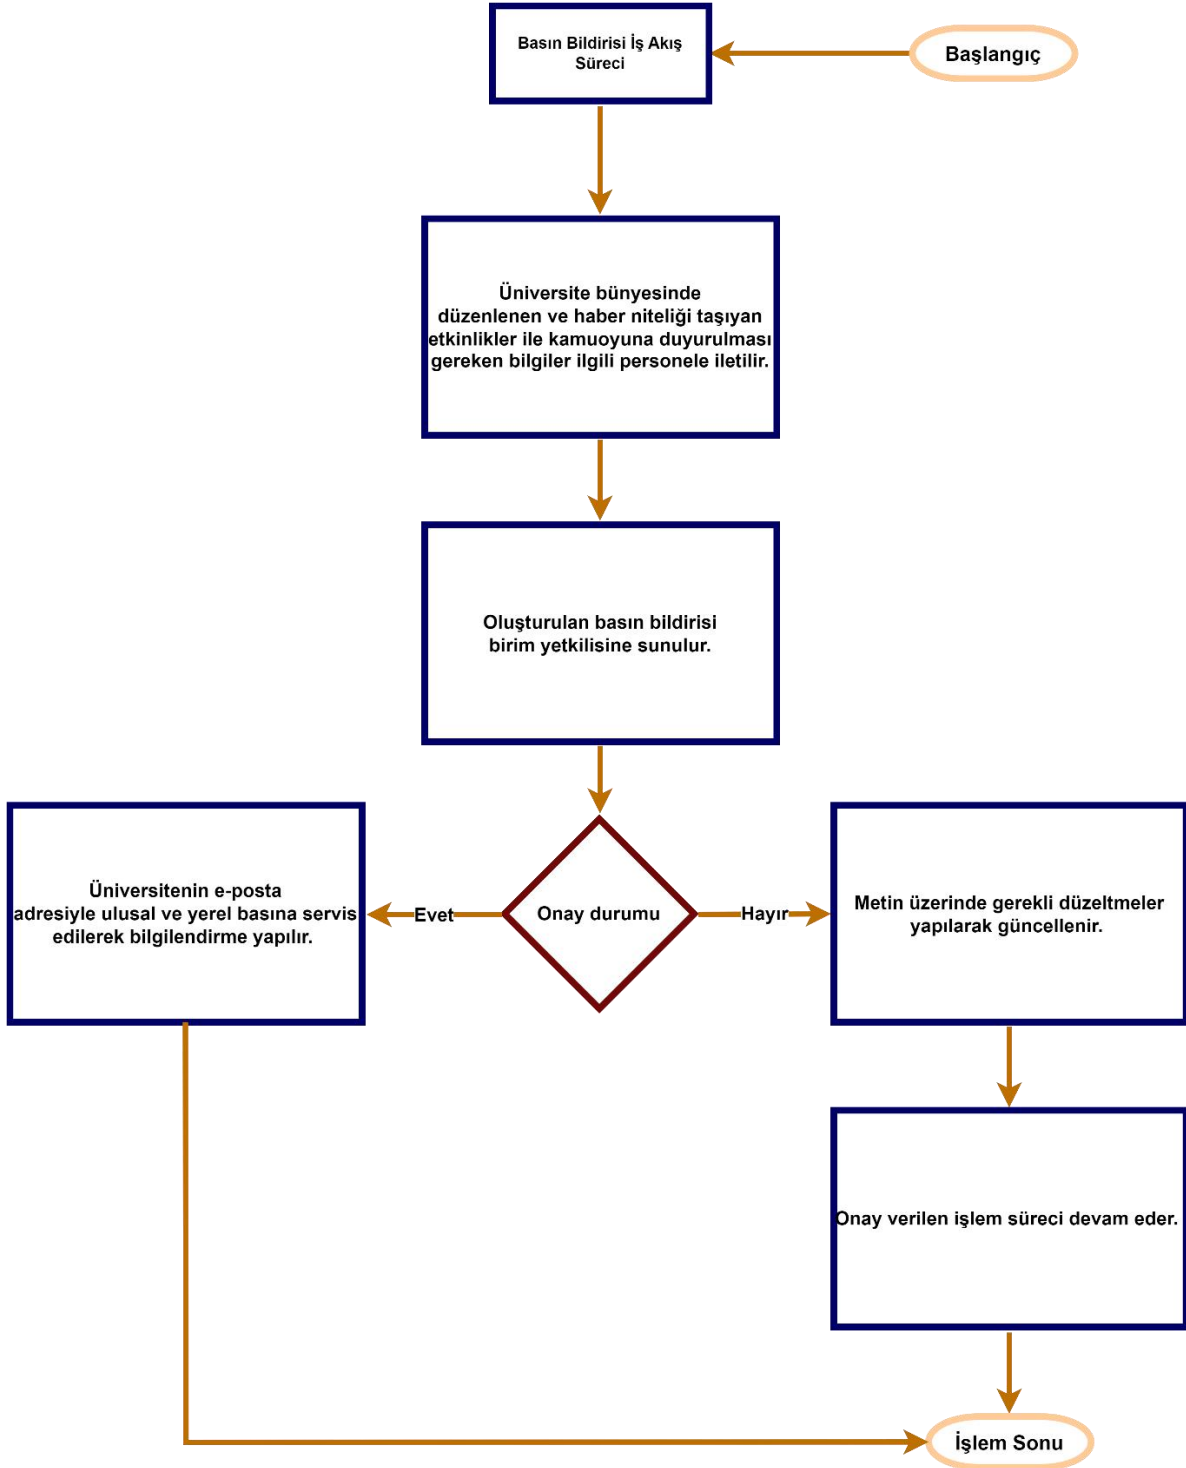 Basın Bildirisi İş Akış
Süreci
Başlangıç
Üniversite bünyesinde
düzenlenen ve haber niteliği taşıyan
etkinlikler ile kamuoyuna duyurulması
gereken bilgiler ilgili personele iletilir.
Oluşturulan basın bildirisi
birim yetkilisine sunulur.
Üniversitenin e-posta
adresiyle ulusal ve yerel basına servis
edilerek bilgilendirme yapılır.
Evet
Onay durumu
Hayır
Metin üzerinde gerekli düzeltmeler
yapılarak güncellenir.
Onay verilen işlem süreci devam eder.
İşlem Sonu